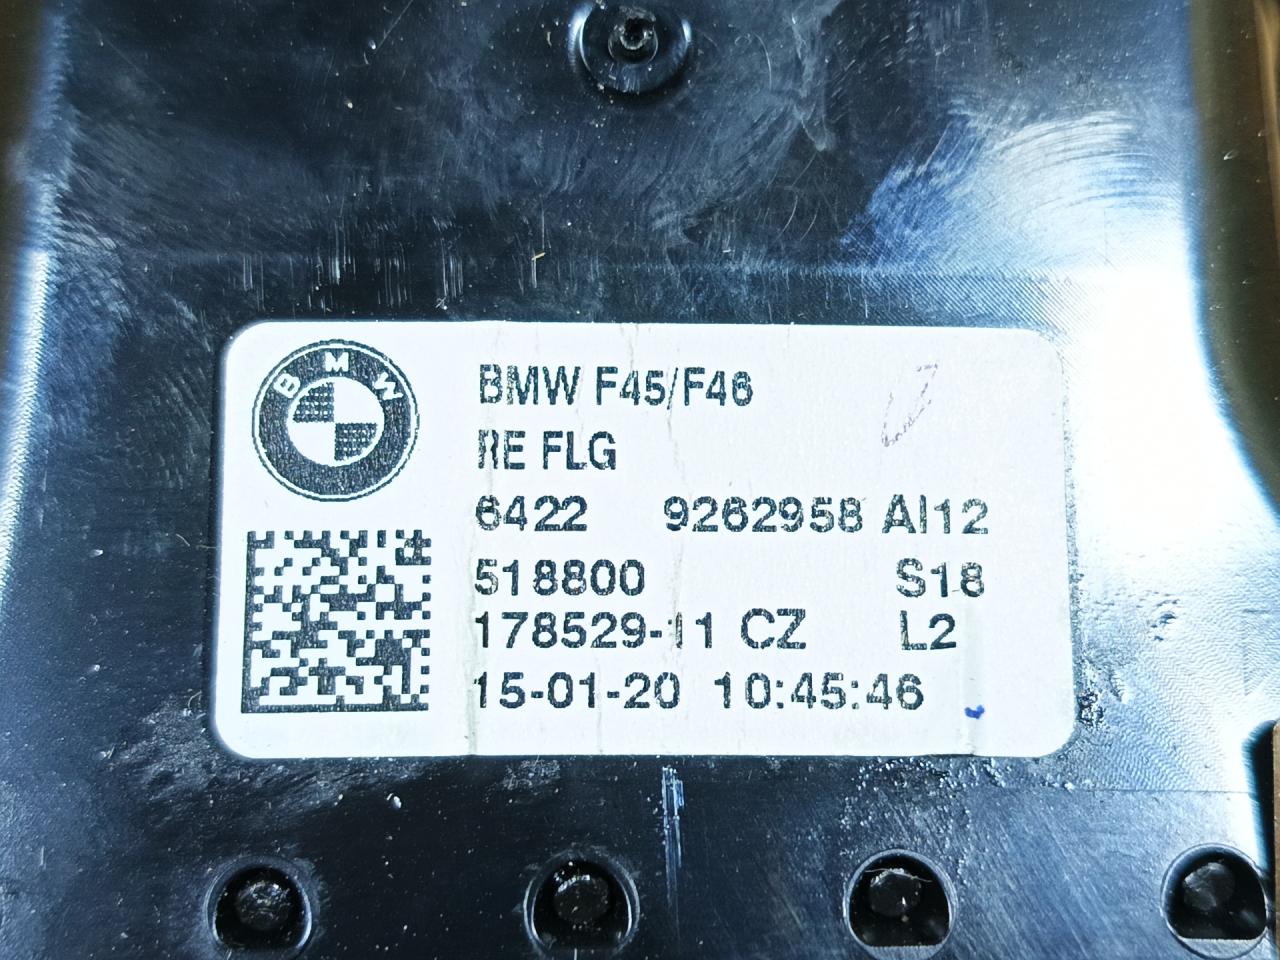 BMW
BMW F45/F46
RE FLG
6422 9262958 AI12
518800 S18
178529-11 CZ L2
15-01-20 10:45:46